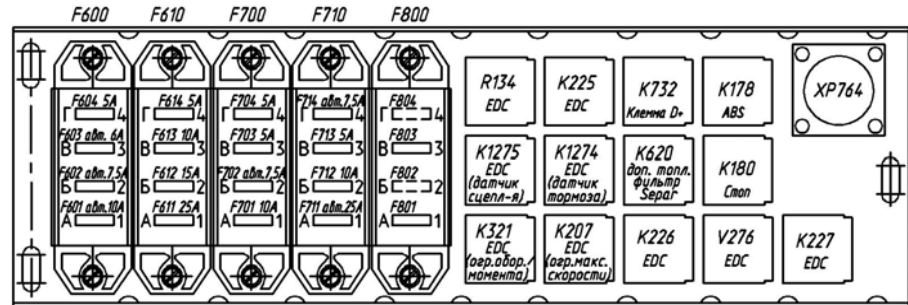 F600 F610 F700 F710 F800
F604 5А F614 5А F704 5А F714 авт.7,5А F804
Г 4 Г 4 Г 4 Г 4 Г 4
F603 авт. 6А F613 10А F703 5А F713 5А F803
В 3 В 3 В 3 В 3 В 3
F602 авт.7,5А F612 15А F702 авт.7,5А F712 10А F802
Б 2 Б 2 Б 2 Б 2 Б 2
F601 авт.10А F611 25А F701 10А F711 авт.25А F801
А 1 А 1 А 1 А 1 А 1
R134
EDC
K225
EDC
K732
Клемма D+
K178
ABS
XP764
K1275
EDC
(датчик
сцепл-я)
K1274
EDC
(датчик
тормоза)
K620
доп. топл.
фильтр
Separ
K180
Стоп
K321
EDC
(огр.обор./
момента)
K207
EDC
(огр.макс.
скорости)
K226
EDC
V276
EDC
K227
EDC